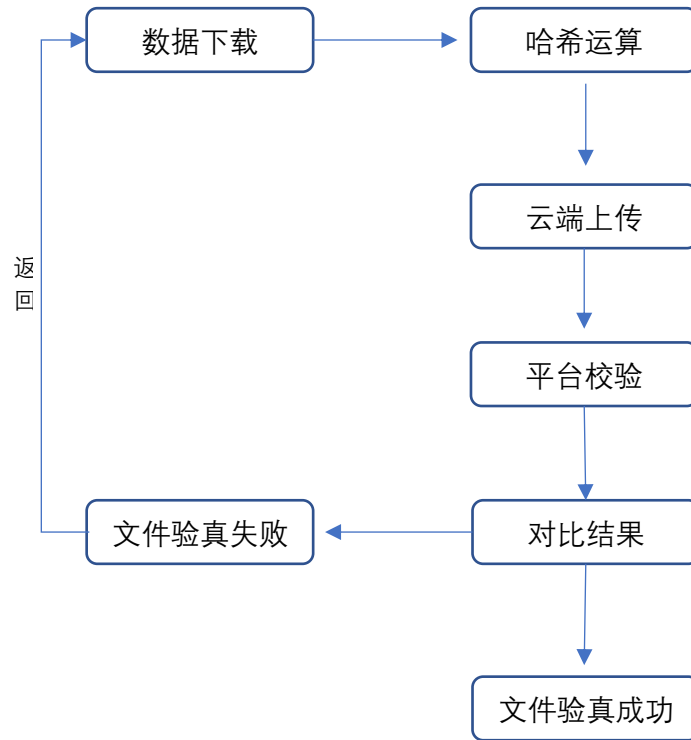 数据下载
哈希运算
云端上传
返
回
平台校验
文件验真失败
对比结果
文件验真成功